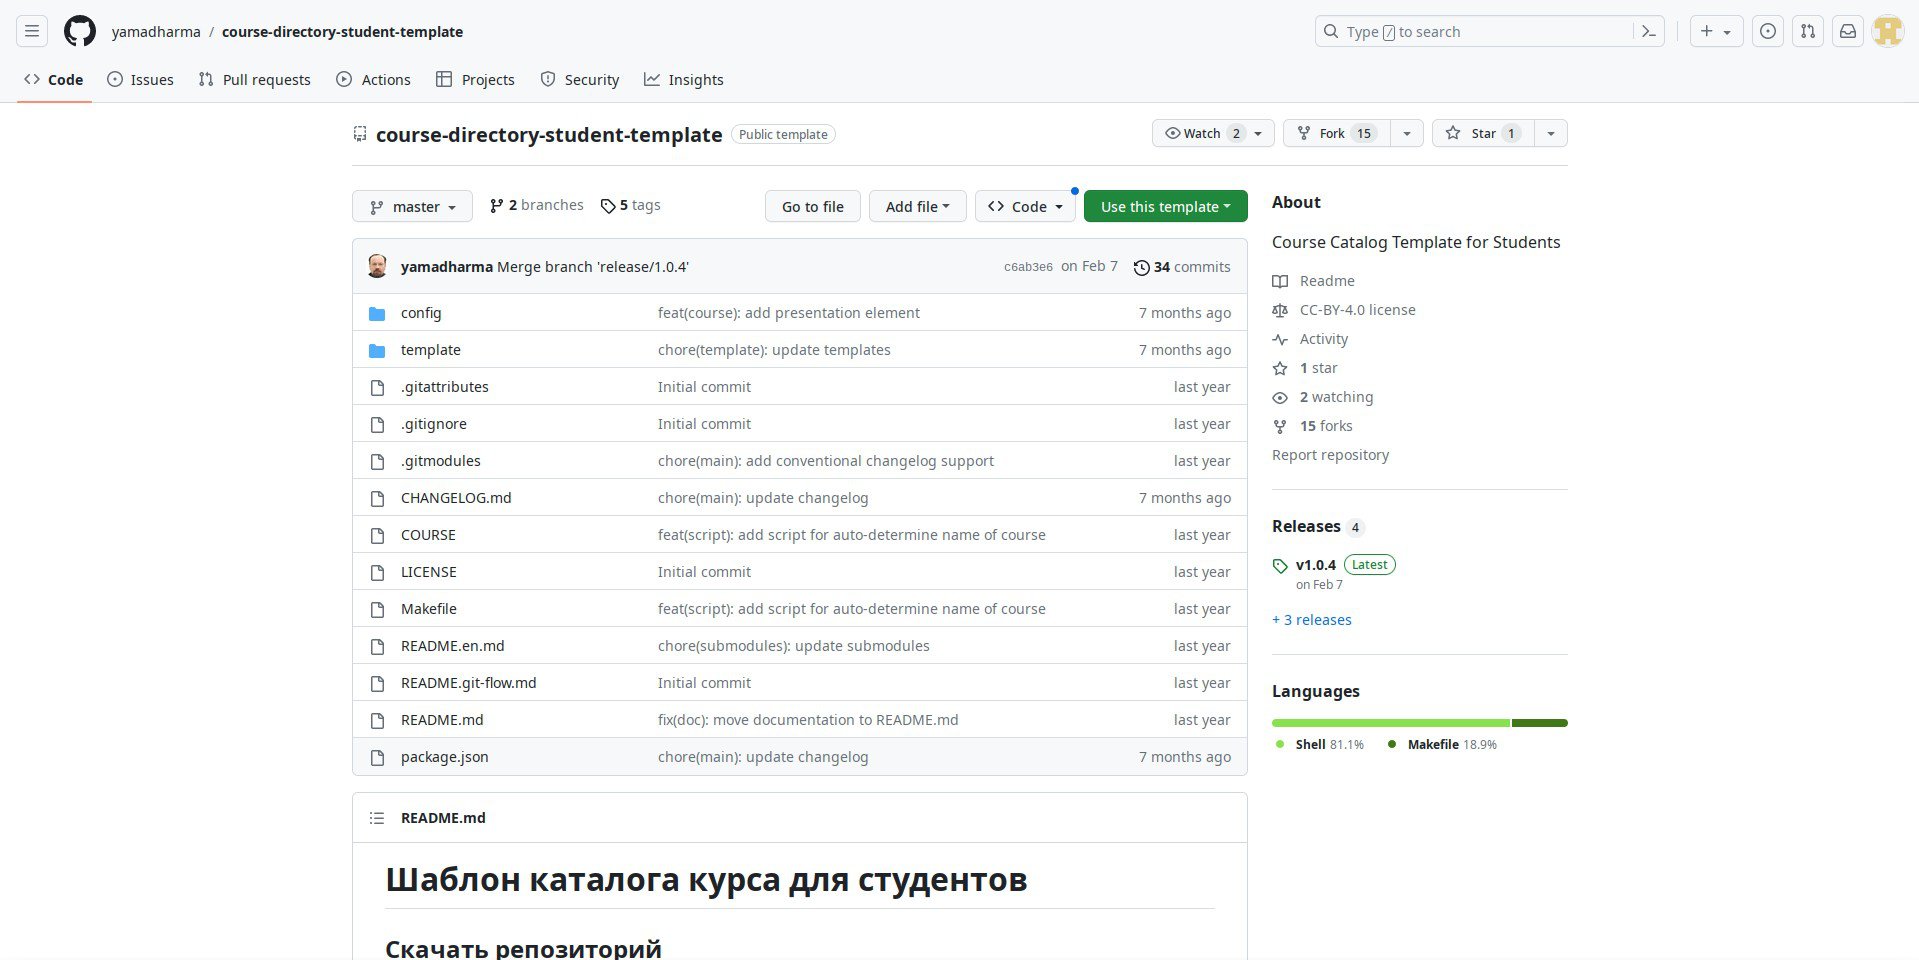 yamadharma / course-directory-student-template
Type / to search
Code Issues Pull requests Actions Projects Security Insights
course-directory-student-template Public template
Watch 2 Fork 15 Star 1
master 2 branches 5 tags Go to file Add file Code Use this template
yamadharma Merge branch 'release/1.0.4' c6ab3e6 on Feb 7 34 commits
config feat(course): add presentation element 7 months ago
template chore(template): update templates 7 months ago
.gitattributes Initial commit last year
.gitignore Initial commit last year
.gitmodules chore(main): add conventional changelog support last year
CHANGELOG.md chore(main): update changelog 7 months ago
COURSE feat(script): add script for auto-determine name of course last year
LICENSE Initial commit last year
Makefile feat(script): add script for auto-determine name of course last year
README.en.md chore(submodules): update submodules last year
README.git-flow.md Initial commit last year
README.md fix(doc): move documentation to README.md last year
package.json chore(main): update changelog 7 months ago
README.md
Шаблон каталога курса для студентов
Скачать репозиторий
About
Course Catalog Template for Students
Readme
CC-BY-4.0 license
Activity
1 star
2 watching
15 forks
Report repository
Releases 4
v1.0.4 Latest
on Feb 7
+ 3 releases
Languages
Shell 81.1% Makefile 18.9%